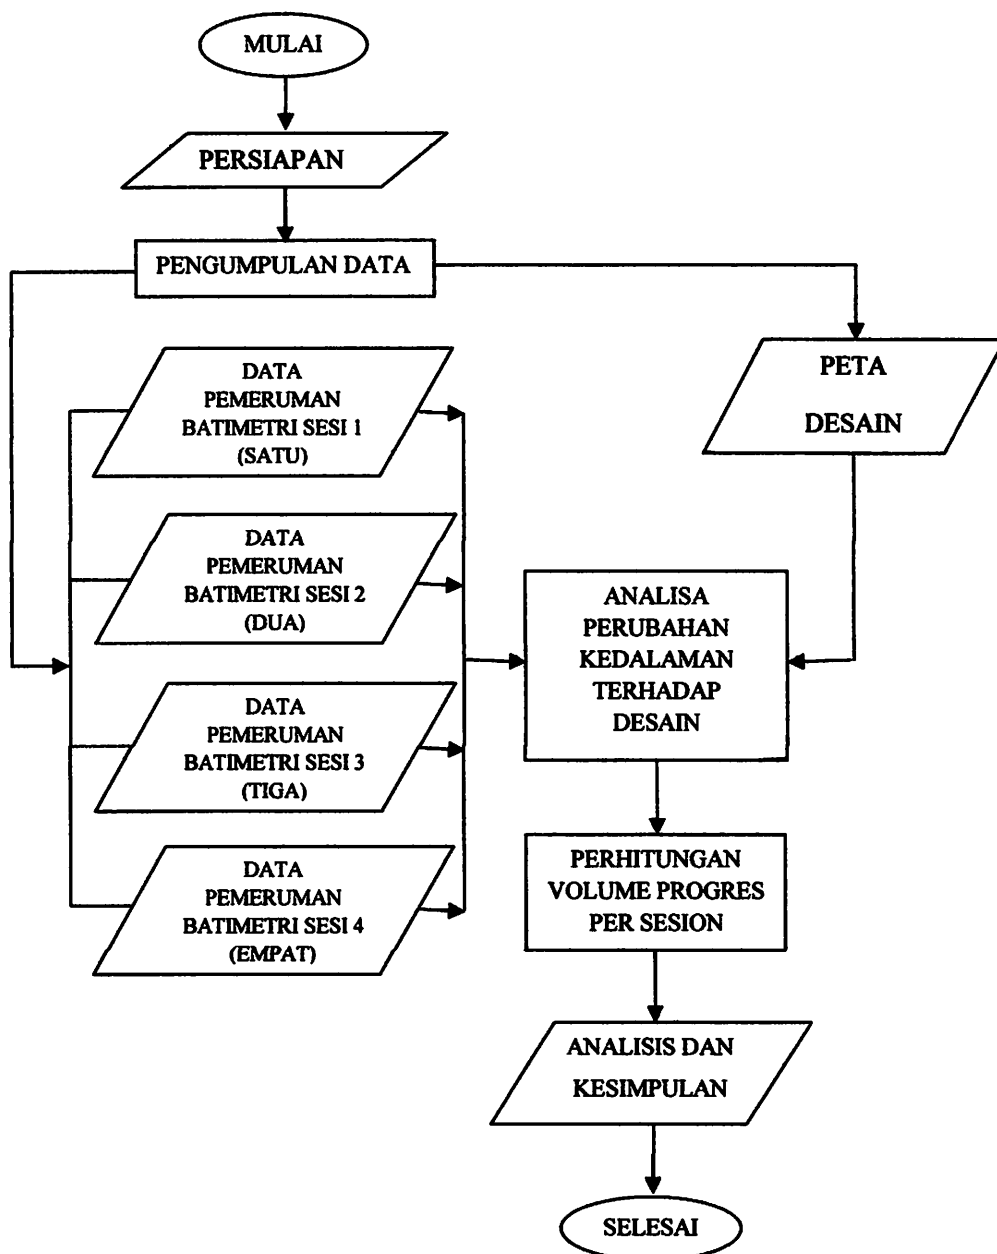 MULAI
PERSIAPAN
PENGUMPULAN DATA
DATA
PEMERUMAN
BATIMETRI SESI 1
(SATU)
PETA
DESAIN
DATA
PEMERUMAN
BATIMETRI SESI 2
(DUA)
DATA
PEMERUMAN
BATIMETRI SESI 3
(TIGA)
DATA
PEMERUMAN
BATIMETRI SESI 4
(EMPAT)
ANALISA
PERUBAHAN
KEDALAMAN
TERHADAP
DESAIN
PERHITUNGAN
VOLUME PROGRES
PER SESION
ANALISIS DAN
KESIMPULAN
SELESAI